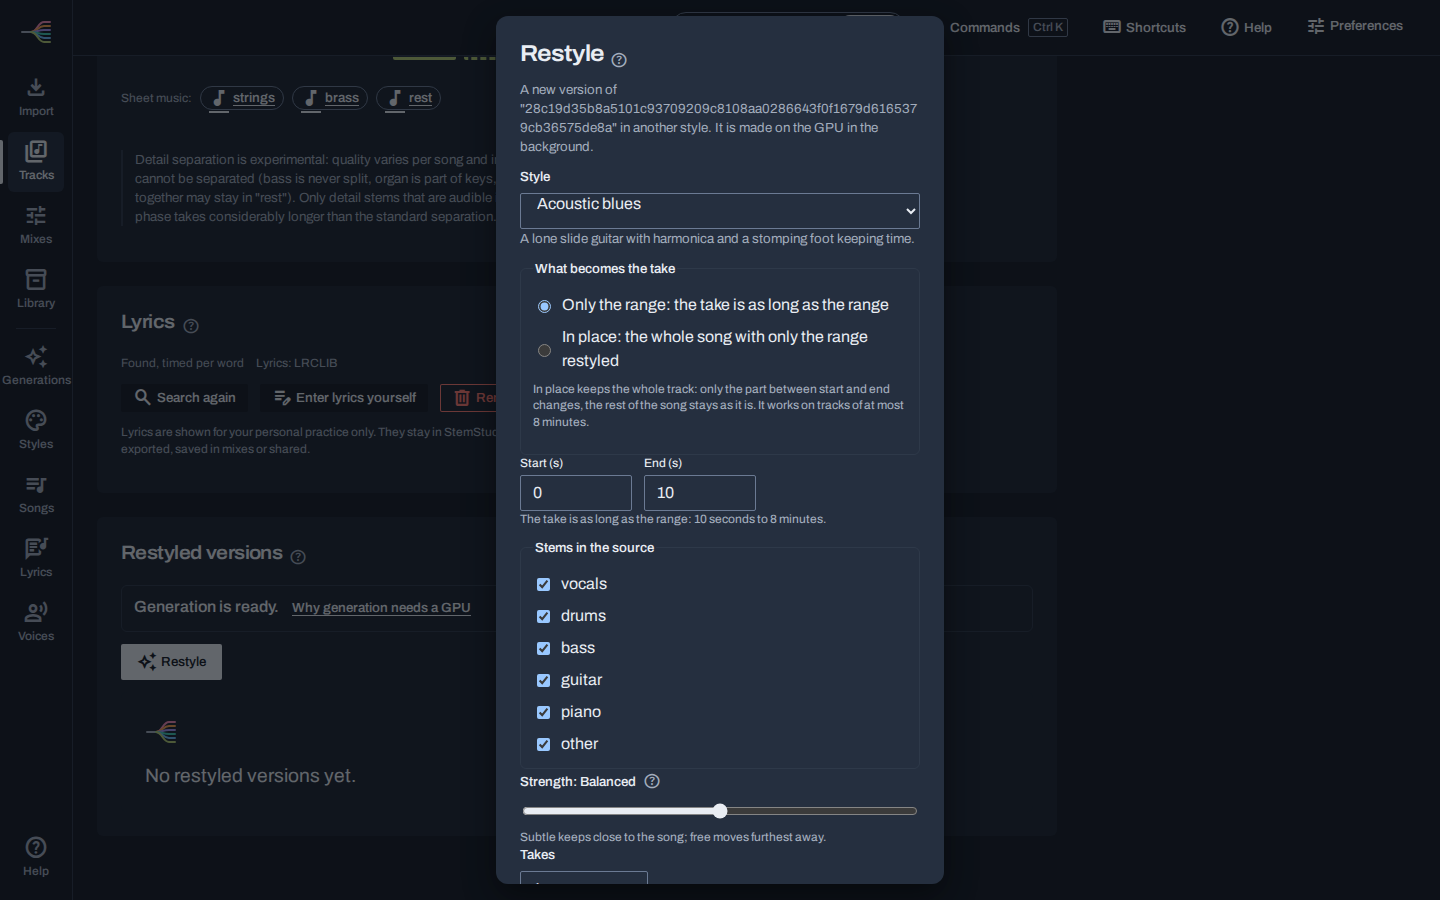 Commands Ctrl K
Shortcuts
Help
Preferences
Import
Tracks
Mixes
Library
Generations
Styles
Songs
Lyrics
Voices
Help
Sheet music: strings brass rest
Detail separation is experimental: quality varies per song and
cannot be separated (bass is never split, organ is part of keys,
together may stay in "rest"). Only detail stems that are audible
phase takes considerably longer than the standard separation.
Lyrics
Found, timed per word Lyrics: LRCLIB
Search again
Enter lyrics yourself
Lyrics are shown for your personal practice only. They stay in
exported, saved in mixes or shared.
Restyled versions
Generation is ready. Why generation needs a GPU
Restyle
No restyled versions yet.
Restyle
A new version of
"28c19d35b8a5101c93709209c8108aa0286643f0f1679d616537
9cb36575de8a" in another style. It is made on the GPU in the
background.
Style
Acoustic blues
A lone slide guitar with harmonica and a stomping foot keeping time.
What becomes the take
Only the range: the take is as long as the range
In place: the whole song with only the range
restyled
In place keeps the whole track: only the part between start and end
changes, the rest of the song stays as it is. It works on tracks of at most
8 minutes.
Start (s) End (s)
0 10
The take is as long as the range: 10 seconds to 8 minutes.
Stems in the source
vocals
drums
bass
guitar
piano
other
Strength: Balanced
Subtle keeps close to the song; free moves furthest away.
Takes